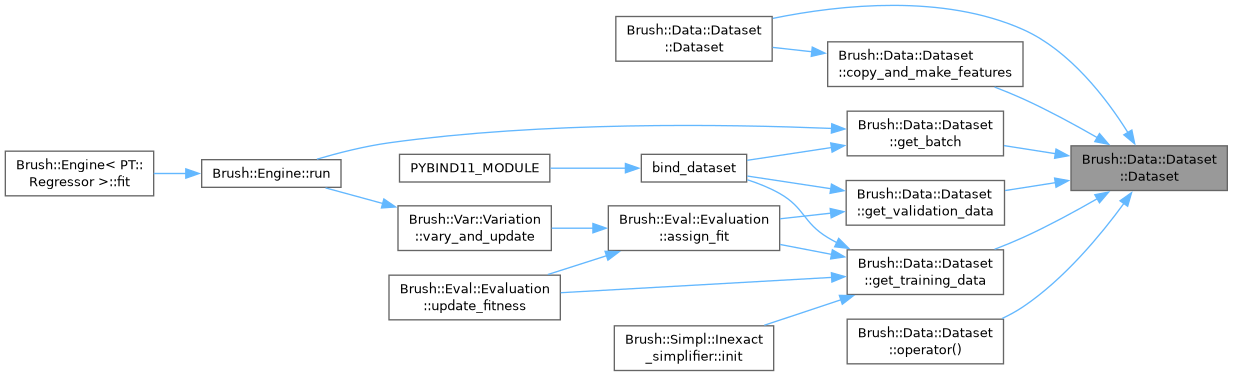 Brush::Data::Dataset
::Dataset
Brush::Data::Dataset
::copy_and_make_features
Brush::Data::Dataset
::get_batch
Brush::Engine< PT::
Regressor >::fit
Brush::Engine::run
PYBIND11_MODULE
bind_dataset
Brush::Data::Dataset
::Dataset
Brush::Data::Dataset
::get_validation_data
Brush::Var::Variation
::vary_and_update
Brush::Eval::Evaluation
::assign_fit
Brush::Data::Dataset
::get_training_data
Brush::Eval::Evaluation
::update_fitness
Brush::Simpl::Inexact
_simplifier::init
Brush::Data::Dataset
::operator()